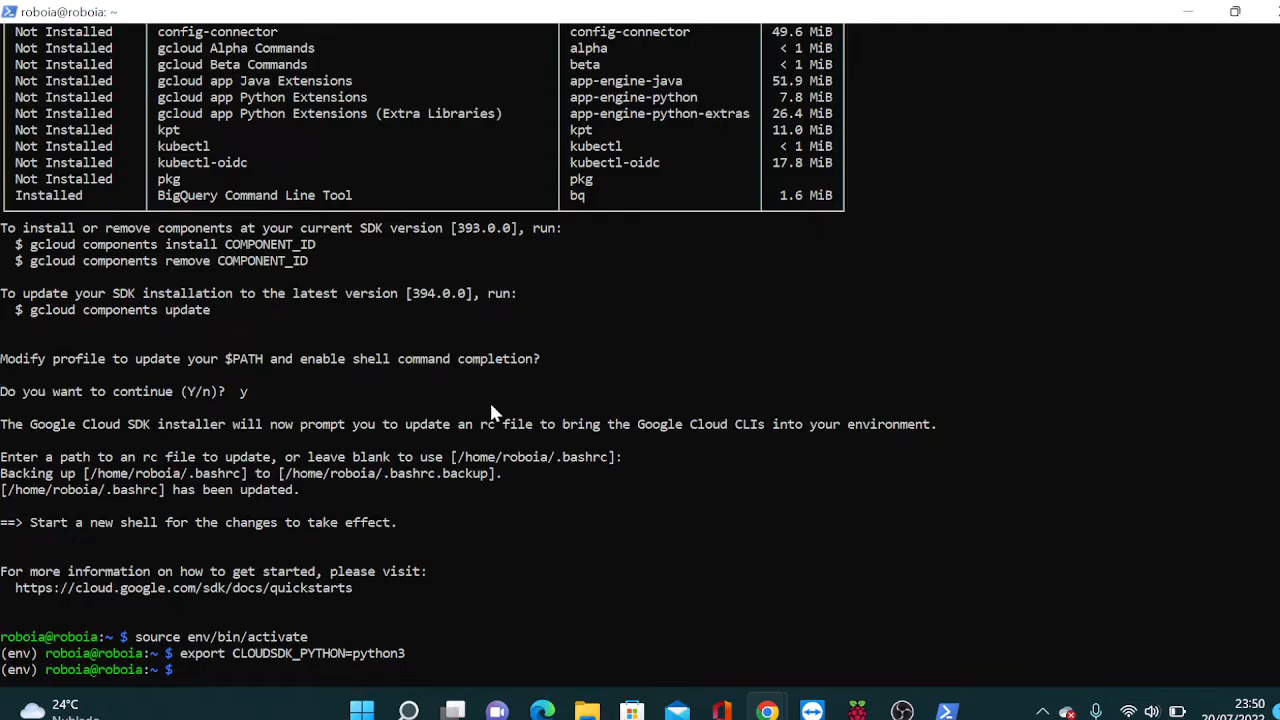 roboia@roboia: ~
Not Installed config-connector config-connector 49.6 MiB
Not Installed gcloud Alpha Commands alpha < 1 MiB
Not Installed gcloud Beta Commands beta < 1 MiB
Not Installed gcloud app Java Extensions app-engine-java 51.9 MiB
Not Installed gcloud app Python Extensions app-engine-python 7.8 MiB
Not Installed gcloud app Python Extensions (Extra Libraries) app-engine-python-extras 26.4 MiB
Not Installed kpt kpt 11.0 MiB
Not Installed kubectl kubectl < 1 MiB
Not Installed kubectl-oidc kubectl-oidc 17.8 MiB
Not Installed pkg pkg
Installed BigQuery Command Line Tool bq 1.6 MiB
To install or remove components at your current SDK version [393.0.0], run:
$ gcloud components install COMPONENT_ID
$ gcloud components remove COMPONENT_ID
To update your SDK installation to the latest version [394.0.0], run:
$ gcloud components update
Modify profile to update your $PATH and enable shell command completion?
Do you want to continue (Y/n)? y
The Google Cloud SDK installer will now prompt you to update an rc file to bring the Google Cloud CLIs into your environment.
Enter a path to an rc file to update, or leave blank to use [/home/roboia/.bashrc]:
Backing up [/home/roboia/.bashrc] to [/home/roboia/.bashrc.backup].
[/home/roboia/.bashrc] has been updated.
==> Start a new shell for the changes to take effect.
For more information on how to get started, please visit:
https://cloud.google.com/sdk/docs/quickstarts
roboia@roboia:~ $ source env/bin/activate
(env) roboia@roboia:~ $ export CLOUDSDK_PYTHON=python3
(env) roboia@roboia:~ $
24°C
Nublado
23:50
20/07/2022